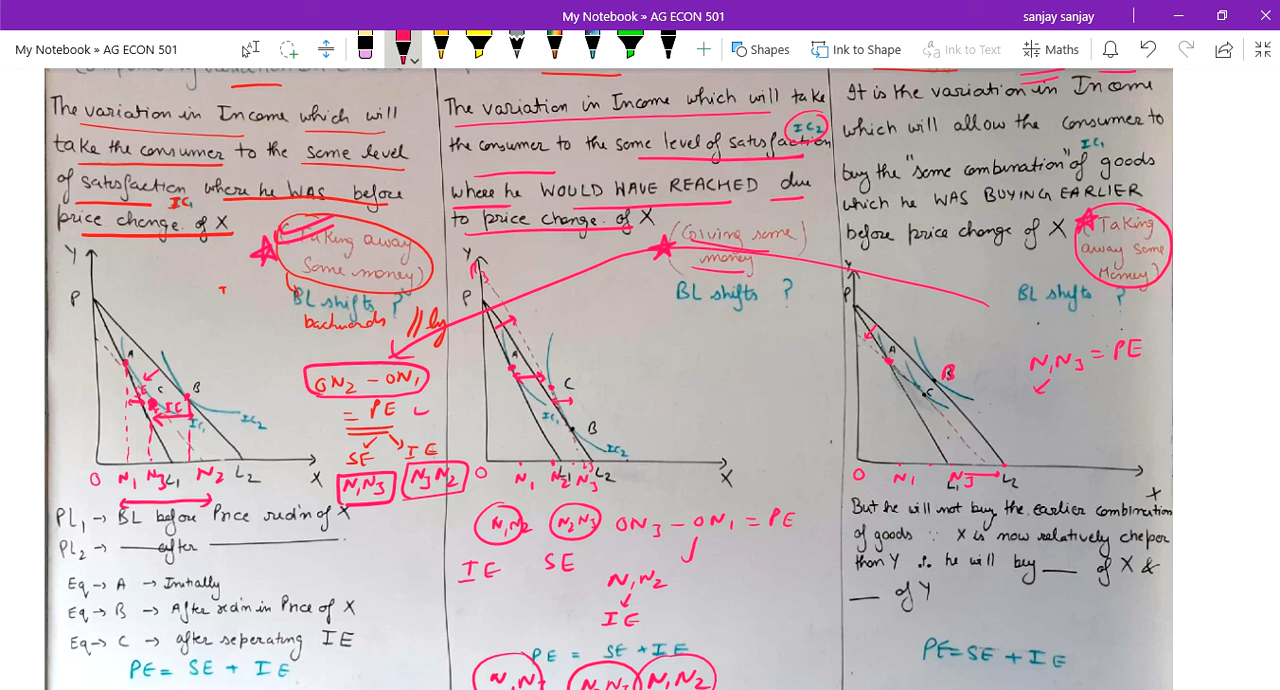 My Notebook » AG ECON 501
sanjay sanjay
My Notebook » AG ECON 501
Shapes
Ink to Shape
Ink to Text
Maths
The variation in Income which will
take the consumer to the same level
of satisfaction where he WAS before
IC1
price change of X
(Taking away
Some money)
BL shifts ?
backwards || ly
Y
P
A
B
C
IC
IC1
IC2
O N1 N3 L1 N2 L2 X
ON2 - ON1
= PE
SE IE
N1N3 N3N2
PL1 → BL before Price redn of X
PL2 → after
Eq → A → Initially
Eq → B → After redn in Price of X
Eq → C → after seperating IE
PE = SE + IE
The variation in Income which will take
IC2
the consumer to the same level of satisfaction
where he WOULD HAVE REACHED due
to price change of X
(Giving some
money)
BL shifts ?
Y
P
A
C
B
IC1
IC2
O N1 L1 N2 N3 L2 X
N1N2 N2N3 ON3 - ON1 = PE
IE SE
N1N2
IE
PE = SE + IE
N1N2
It is the variation in Income
which will allow the consumer to
IC1
buy the "same combination" of goods
which he WAS BUYING EARLIER
before price change of X
Taking
away Some
Money)
BL shifts ?
Y
P
A
B
C
N1N3 = PE
O N1 L1 N3 L2 X
But he will not buy the earlier combination
of goods ∵ X is now relatively cheper
than Y ∴ he will buy ___ of X &
___ of Y
PE = SE + IE